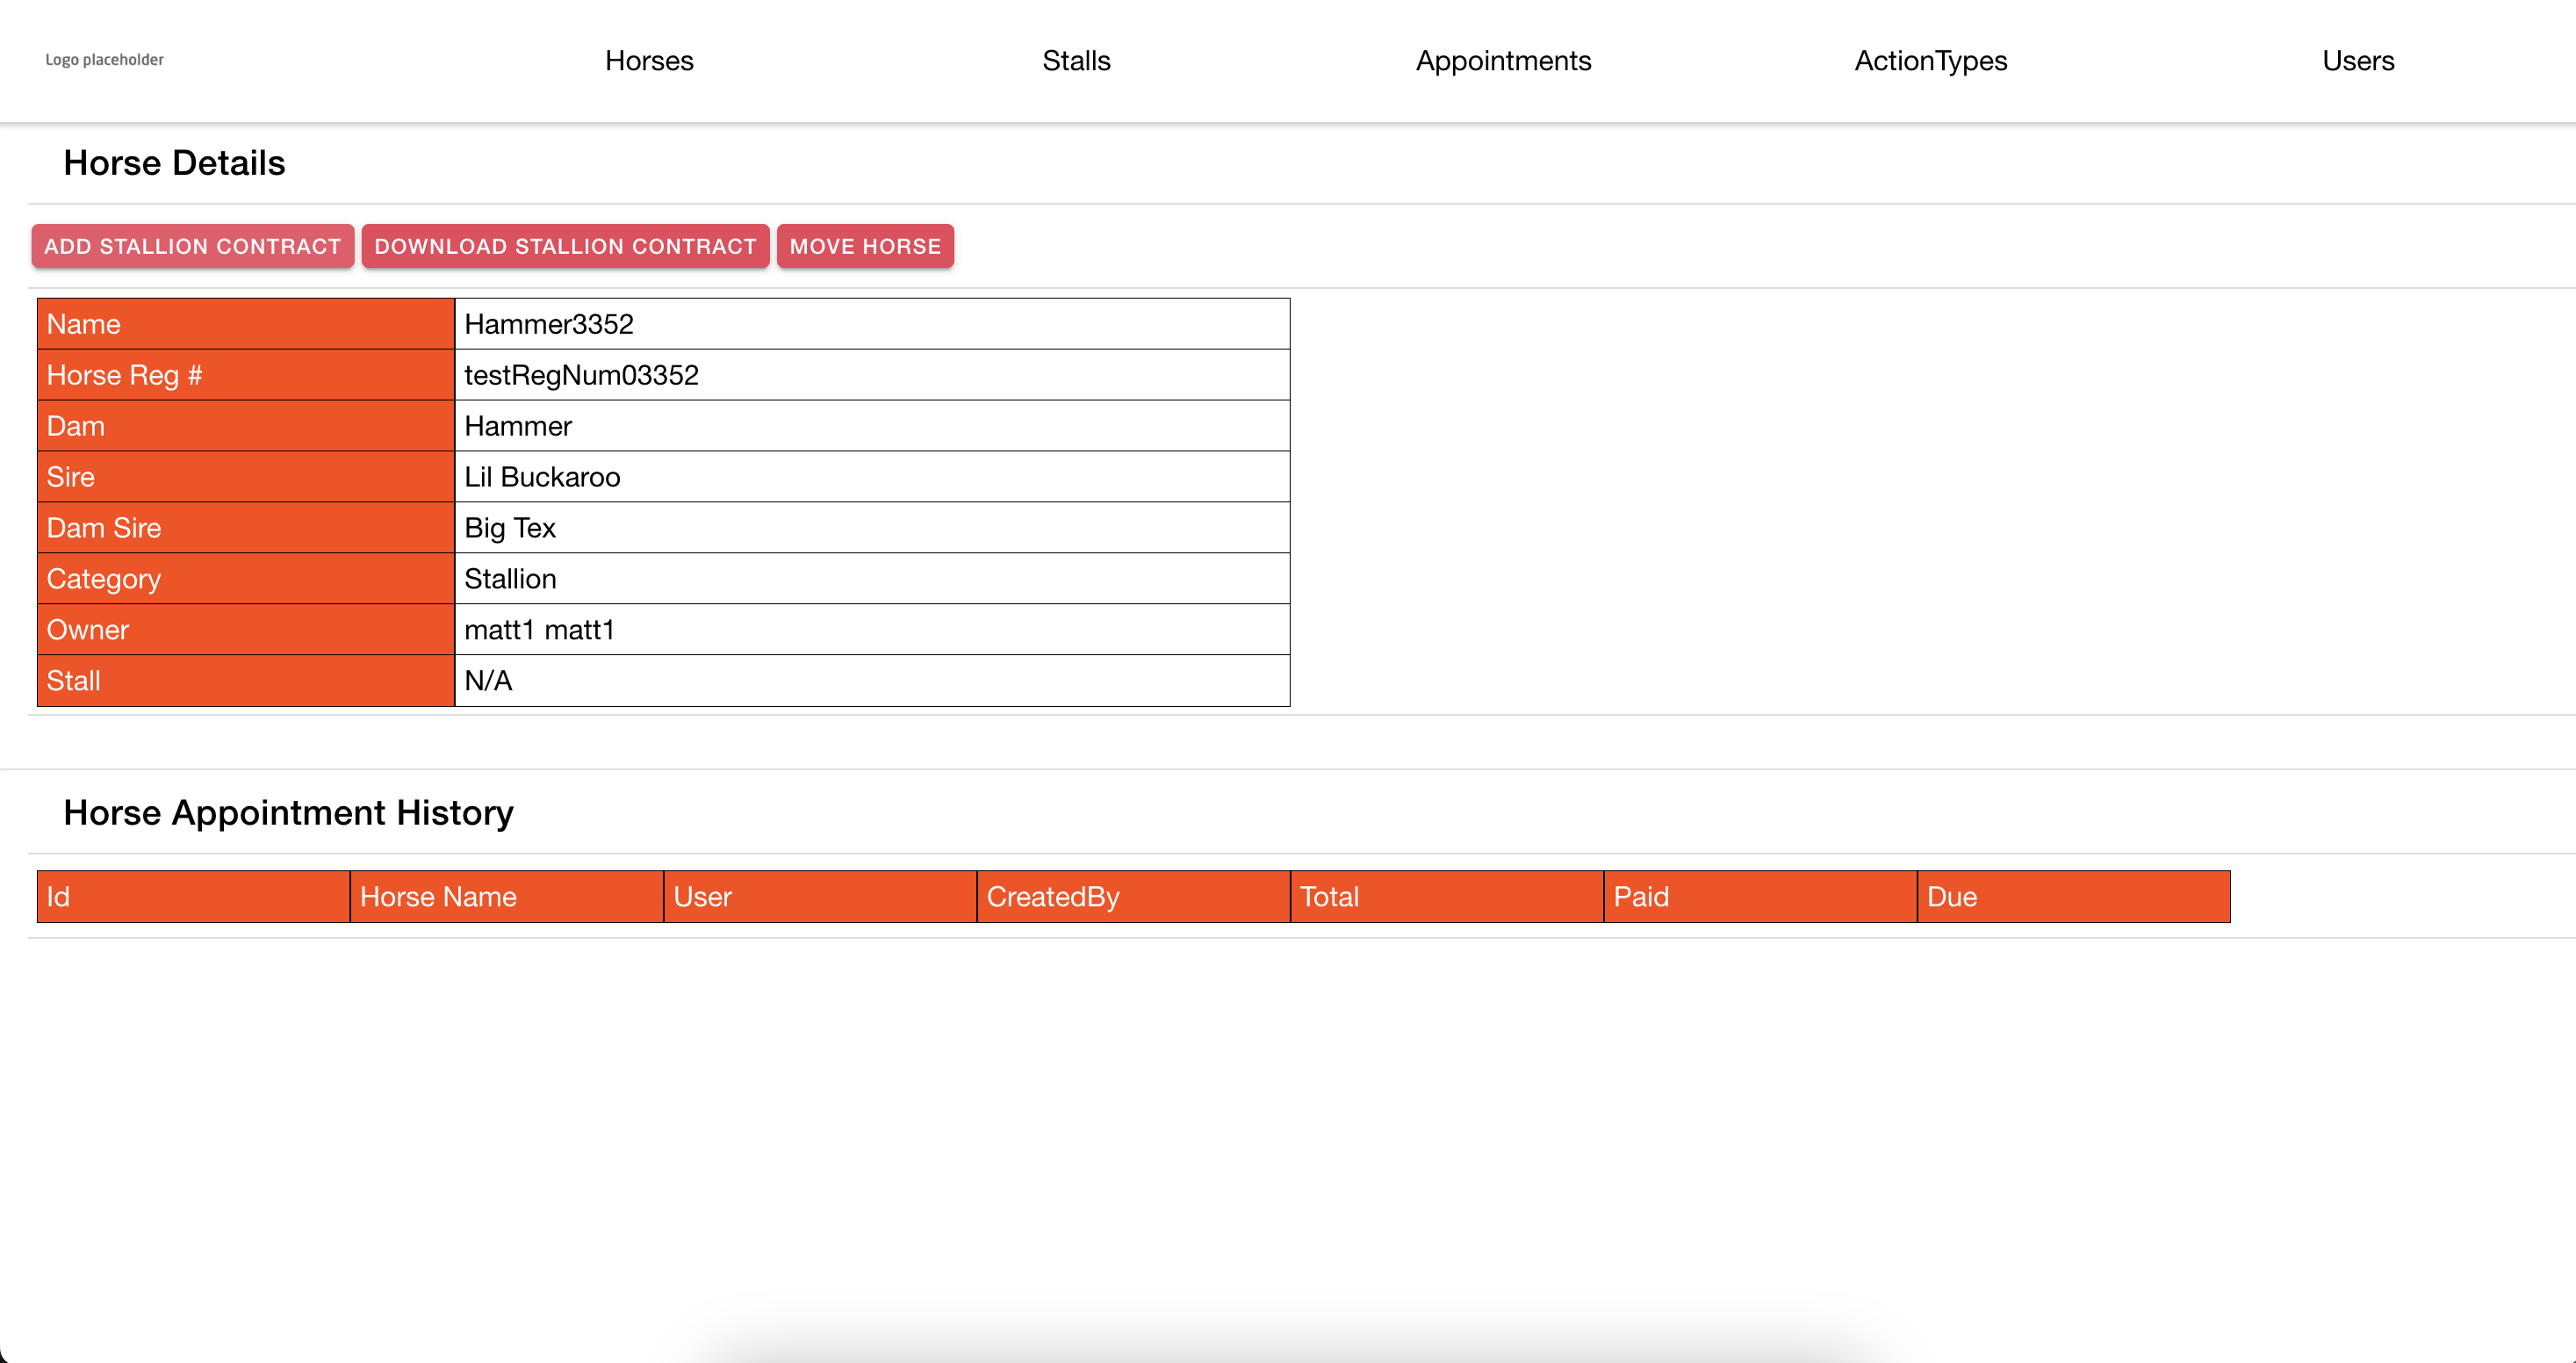 Logo placeholder Horses Stalls Appointments ActionTypes Users
Horse Details
ADD STALLION CONTRACT DOWNLOAD STALLION CONTRACT MOVE HORSE
Name Hammer3352
Horse Reg # testRegNum03352
Dam Hammer
Sire Lil Buckaroo
Dam Sire Big Tex
Category Stallion
Owner matt1 matt1
Stall N/A
Horse Appointment History
Id Horse Name User CreatedBy Total Paid Due